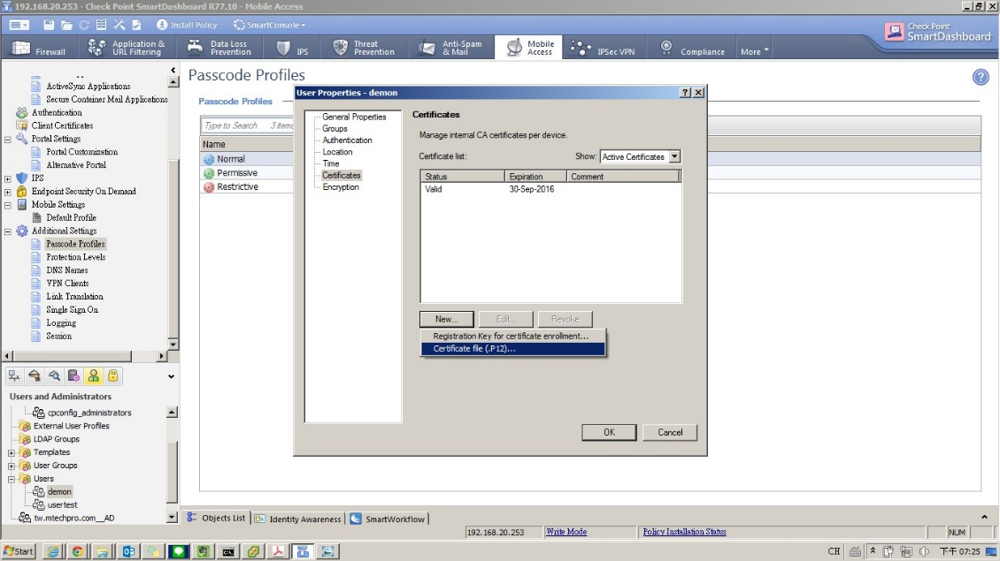 192.168.20.253 - Check Point SmartDashboard R77.10 - Mobile Access
Install Policy
SmartConsole
Check Point
SmartDashboard
Firewall
Application &
URL Filtering
Data Loss
Prevention
IPS
Threat
Prevention
Anti-Spam
& Mail
Mobile
Access
IPSec VPN
Compliance
More
ActiveSync Applications
Secure Container Mail Applications
Authentication
Client Certificates
Portal Settings
Portal Customization
Alternative Portal
IPS
Endpoint Security On Demand
Mobile Settings
Default Profile
Additional Settings
Passcode Profiles
Protection Levels
DNS Names
VPN Clients
Link Translation
Single Sign On
Logging
Session
Users and Administrators
cpconfig_administrators
External User Profiles
LDAP Groups
Templates
User Groups
Users
demon
usertest
tw.mtechpro.com__AD
Passcode Profiles
Passcode Profiles
Type to Search 3 items
Name
Normal
Permissive
Restrictive
User Properties - demon
General Properties
Groups
Authentication
Location
Time
Certificates
Encryption
Certificates
Manage internal CA certificates per device.
Certificate list: Show: Active Certificates
Status Expiration Comment
Valid 30-Sep-2016
New... Edit... Revoke
Registration Key for certificate enrollment...
Certificate file (.P12)...
OK Cancel
Objects List Identity Awareness SmartWorkflow
192.168.20.253 Write Mode Policy Installation Status NUM
Start CH 下午 07:25